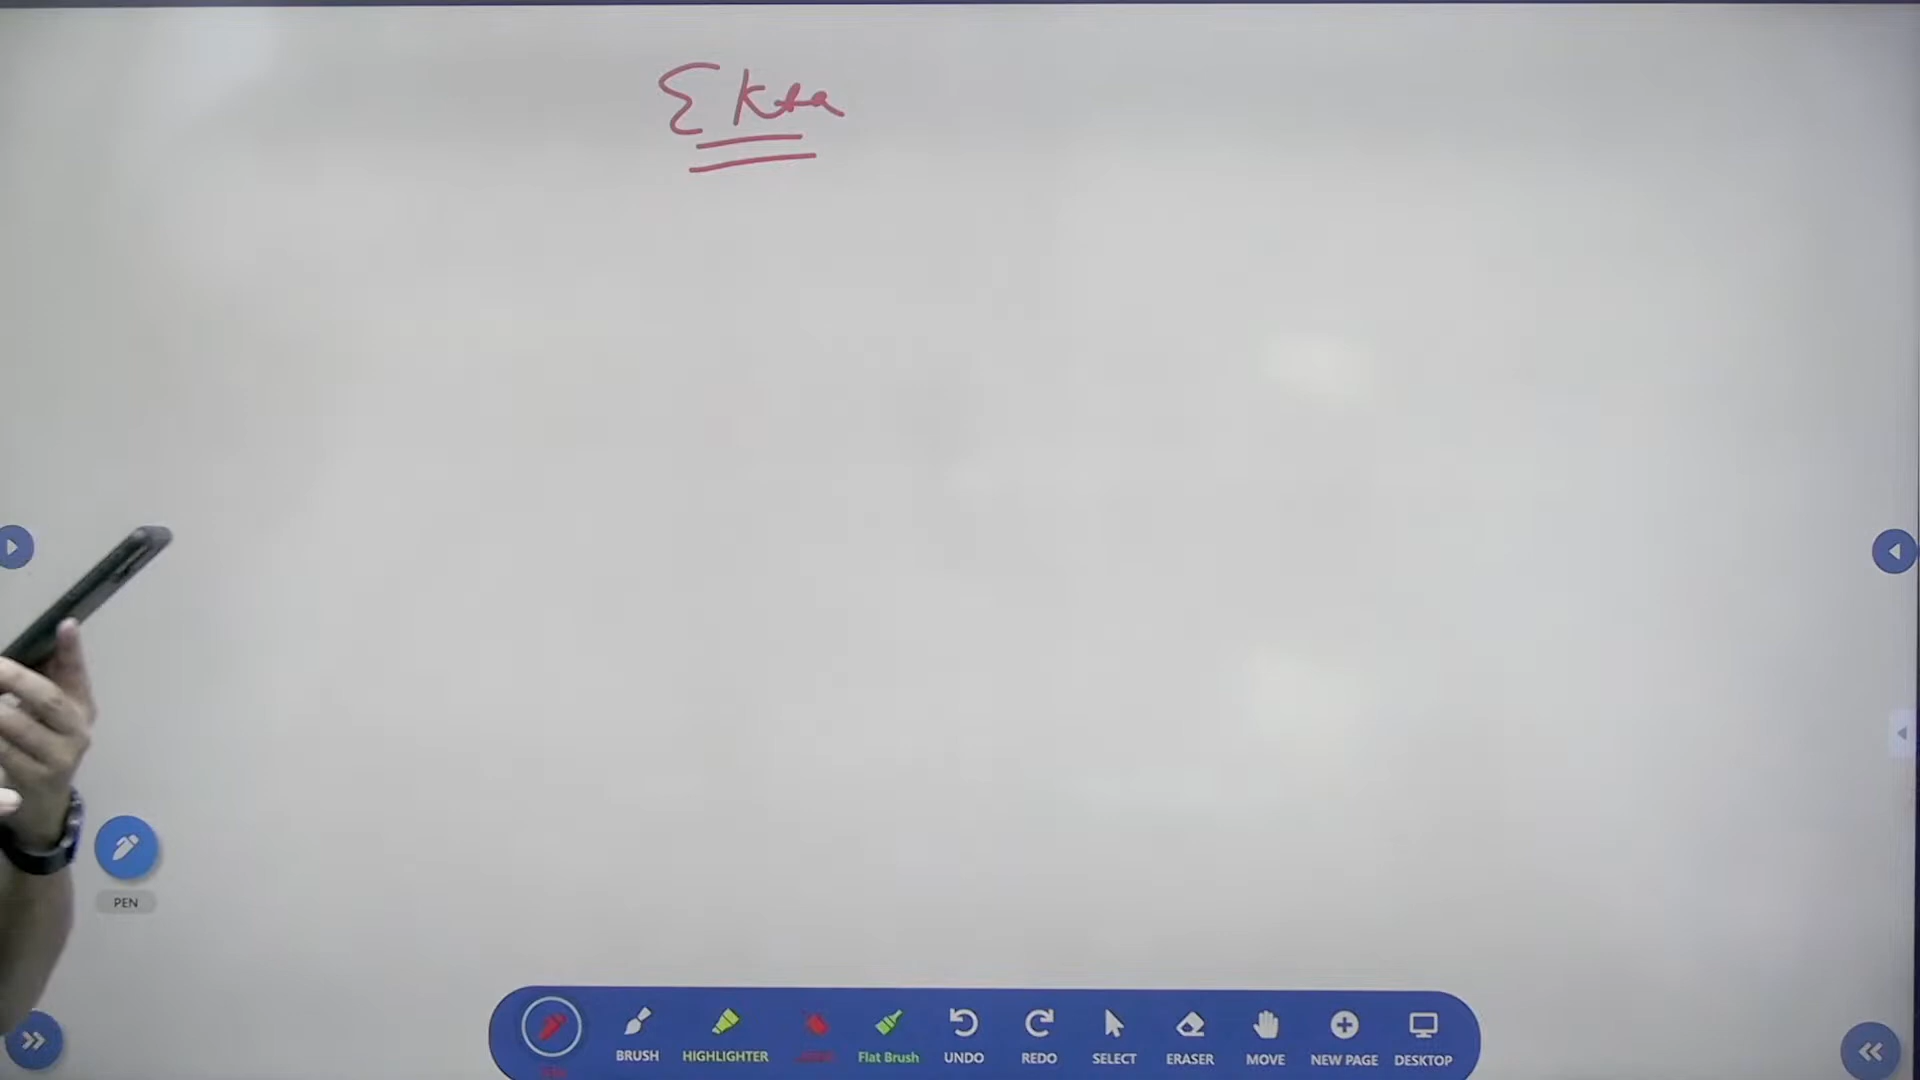 Ekta
PEN
BRUSH
HIGHLIGHTER
Flat Brush
UNDO
REDO
SELECT
ERASER
MOVE
NEW PAGE
DESKTOP